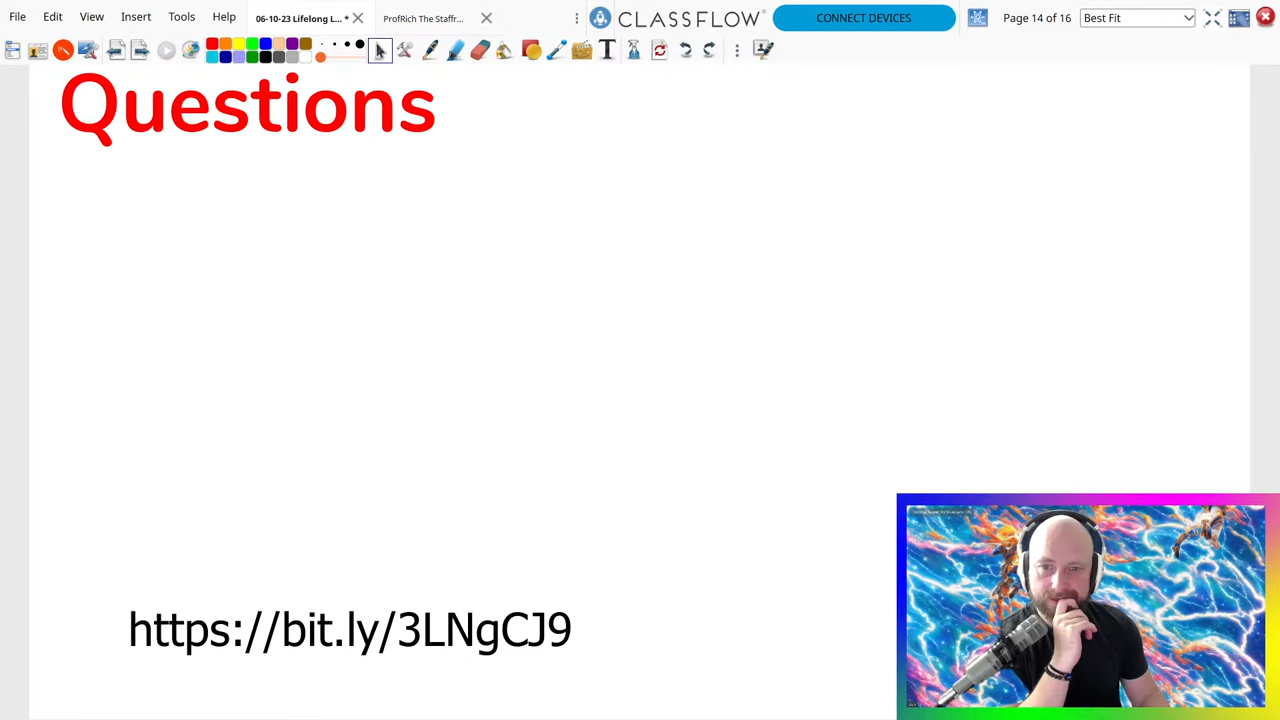 File Edit View Insert Tools Help 06-10-23 Lifelong L... * ProfRich The Staffr... CLASSFLOW CONNECT DEVICES Page 14 of 16 Best Fit
Questions
https://bit.ly/3LNgCJ9